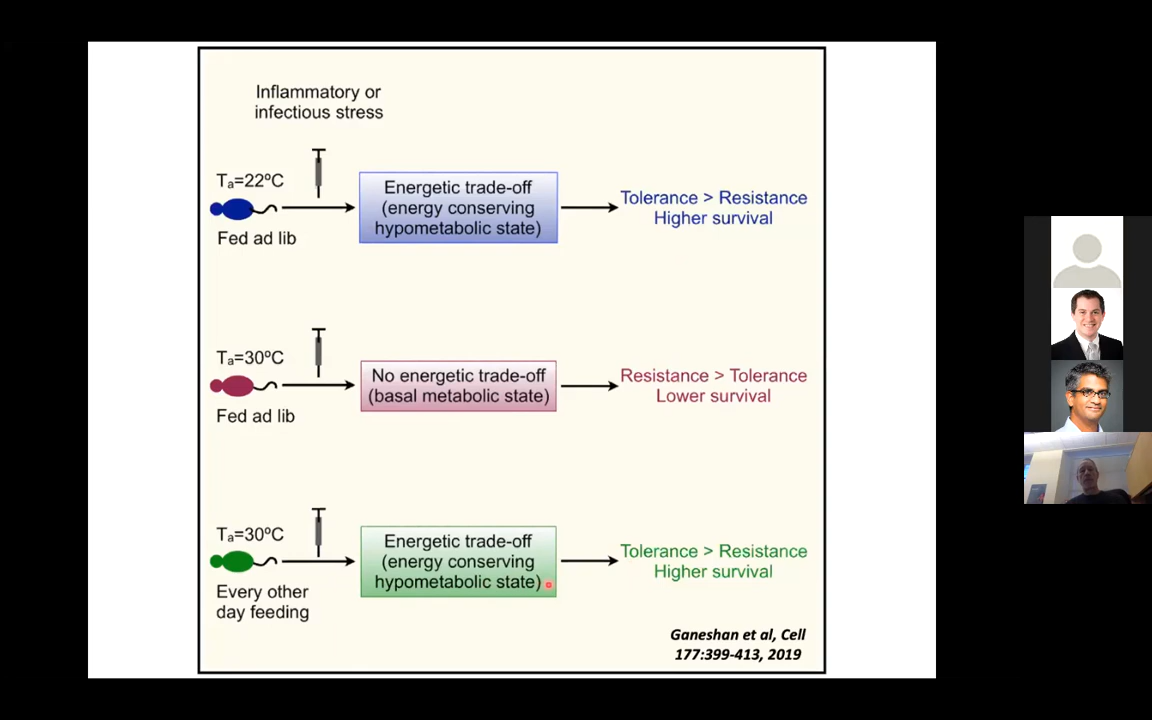 Inflammatory or
infectious stress
Ta=22ºC
Fed ad lib
Energetic trade-off
(energy conserving
hypometabolic state)
Tolerance > Resistance
Higher survival
Ta=30ºC
Fed ad lib
No energetic trade-off
(basal metabolic state)
Resistance > Tolerance
Lower survival
Ta=30ºC
Every other
day feeding
Energetic trade-off
(energy conserving
hypometabolic state)
Tolerance > Resistance
Higher survival
Ganeshan et al, Cell
177:399-413, 2019